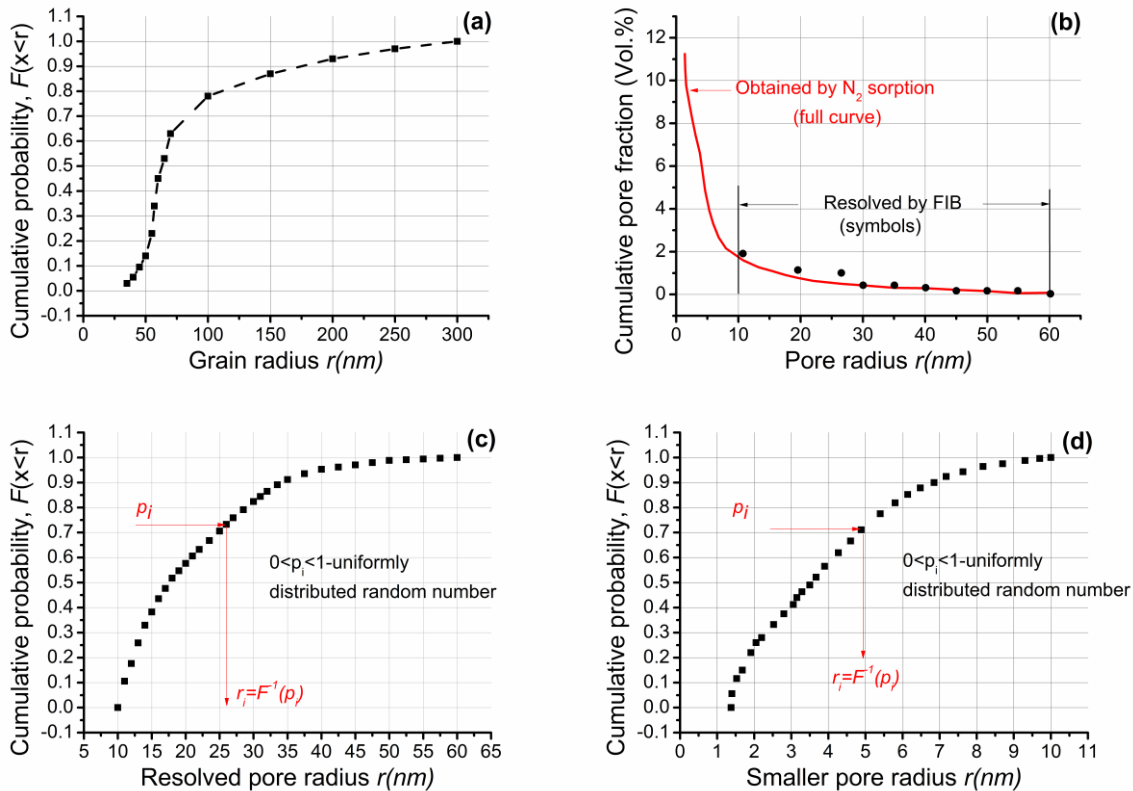 (a)
Cumulative probability, F(x<r)
1.1
1.0
0.9
0.8
0.7
0.6
0.5
0.4
0.3
0.2
0.1
0.0
-0.1
0 50 100 150 200 250 300
Grain radius r(nm)
(b)
Cumulative pore fraction (Vol.%)
12
10
8
6
4
2
0
Obtained by N₂ sorption
(full curve)
Resolved by FIB
(symbols)
0 10 20 30 40 50 60
Pore radius r(nm)
(c)
Cumulative probability, F(x<r)
1.1
1.0
0.9
0.8
0.7
0.6
0.5
0.4
0.3
0.2
0.1
0.0
-0.1
pᵢ
0<pᵢ<1-uniformly
distributed random number
rᵢ=F⁻¹(pᵢ)
5 10 15 20 25 30 35 40 45 50 55 60 65
Resolved pore radius r(nm)
(d)
Cumulative probability, F(x<r)
1.1
1.0
0.9
0.8
0.7
0.6
0.5
0.4
0.3
0.2
0.1
0.0
-0.1
pᵢ
0<pᵢ<1-uniformly
distributed random number
rᵢ=F⁻¹(pᵢ)
0 1 2 3 4 5 6 7 8 9 10 11
Smaller pore radius r(nm)